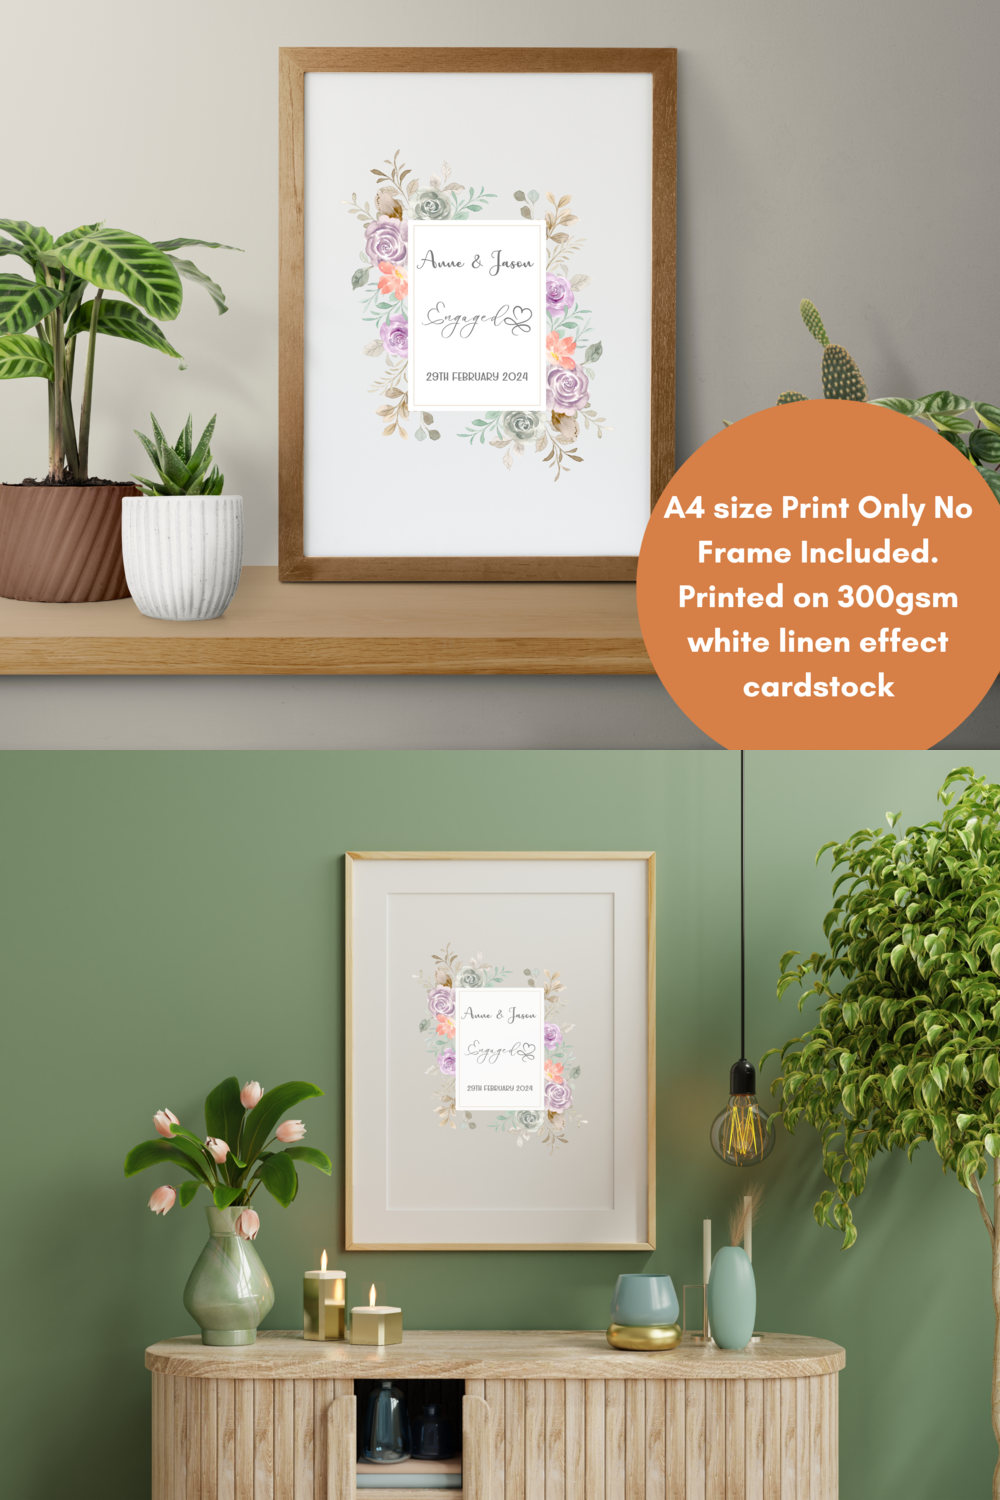 Anne & Jason
Engaged
29TH FEBRUARY 2024
A4 size Print Only No
Frame Included.
Printed on 300gsm
white linen effect
cardstock
Anne & Jason
Engaged
29TH FEBRUARY 2024